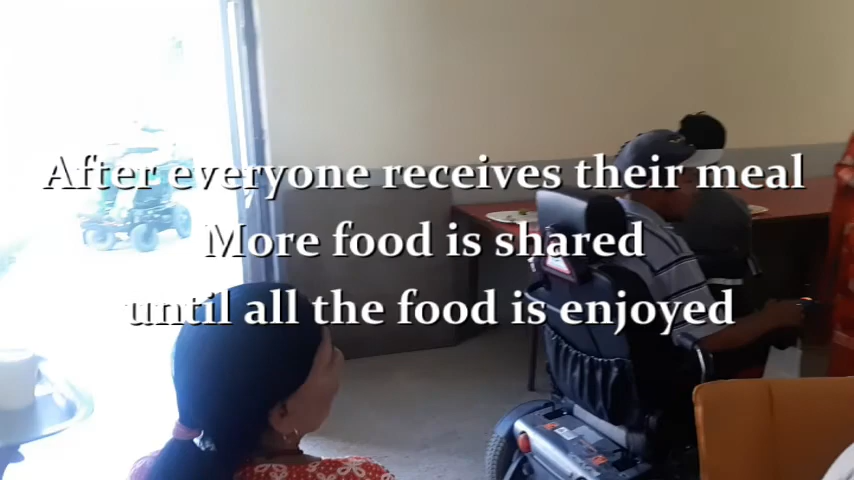 After everyone receives their meal
More food is shared
until all the food is enjoyed